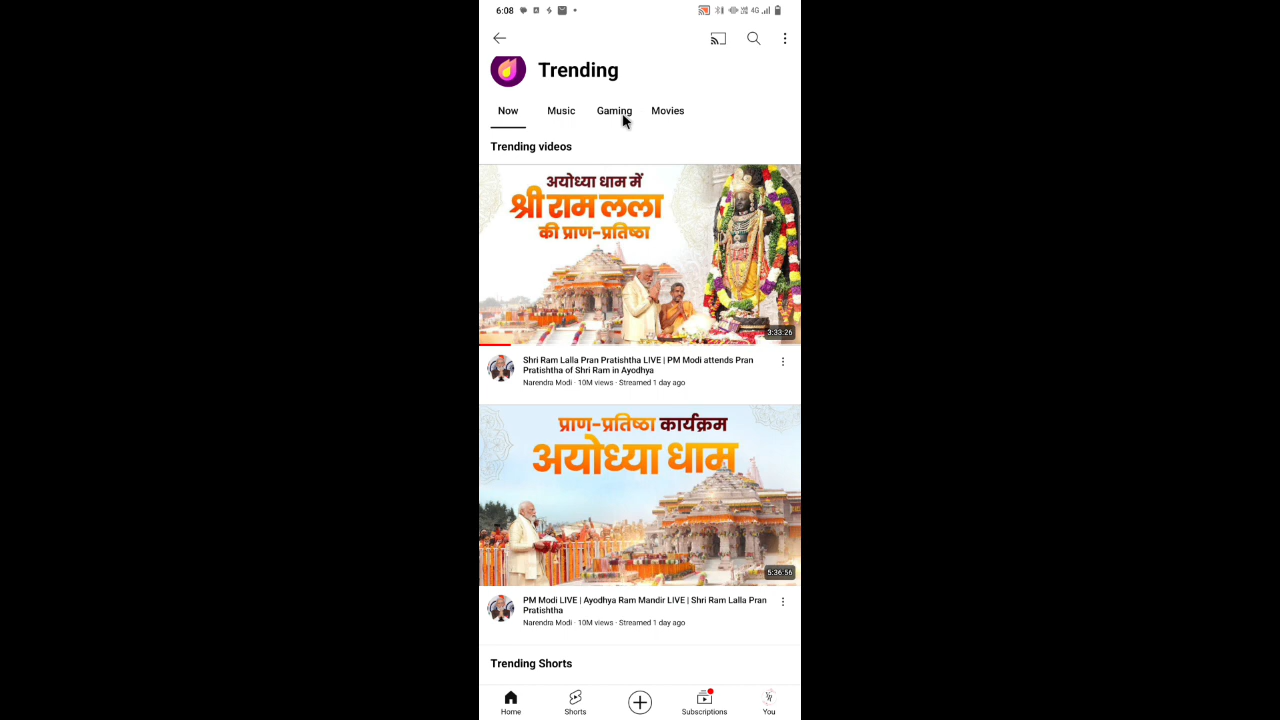 6:08
4G
Trending
Now Music Gaming Movies
Trending videos
अयोध्या धाम में
श्री राम लला
की प्राण-प्रतिष्ठा
3:33:26
Shri Ram Lalla Pran Pratishtha LIVE | PM Modi attends Pran
Pratishtha of Shri Ram in Ayodhya
Narendra Modi · 10M views · Streamed 1 day ago
प्राण-प्रतिष्ठा कार्यक्रम
अयोध्या धाम
5:36:56
PM Modi LIVE | Ayodhya Ram Mandir LIVE | Shri Ram Lalla Pran
Pratishtha
Narendra Modi · 10M views · Streamed 1 day ago
Trending Shorts
Home Shorts Subscriptions You